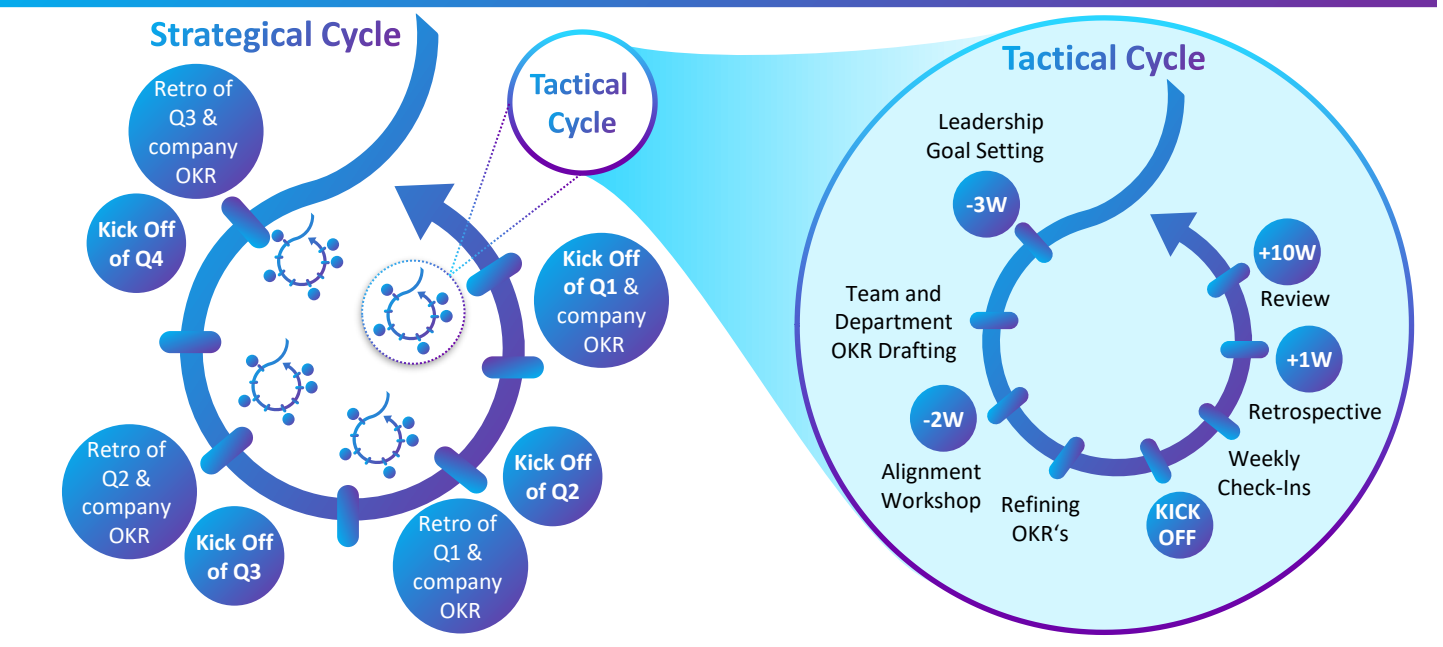 Strategical Cycle
Retro of
Q3 &
company
OKR
Kick Off
of Q4
Retro of
Q2 &
company
OKR
Kick Off
of Q3
Retro of
Q1 &
company
OKR
Kick Off
of Q2
Kick Off
of Q1 &
company
OKR
Tactical
Cycle
Tactical Cycle
Leadership
Goal Setting
-3W
Team and
Department
OKR Drafting
-2W
Alignment
Workshop
Refining
OKR‘s
KICK
OFF
Weekly
Check-Ins
+1W
Retrospective
+10W
Review